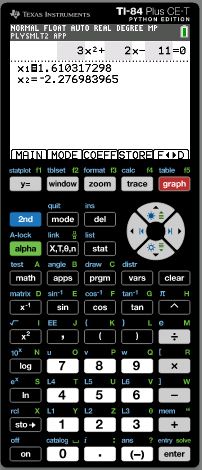 TEXAS INSTRUMENTS TI-84 Plus CE-T
PYTHON EDITION
NORMAL FLOAT AUTO REAL DEGREE MP
PLYSMLT2 APP
3x²+ 2x- 11=0
x₁=1.610317298
x₂=-2.276983965
MAIN MODE COEFF STORE F◄►D
statplot f1 tblset f2 format f3 calc f4 table f5
y= window zoom trace graph
quit ins
2nd mode del
A-lock link list
alpha X,T,θ,n stat
test A angle B draw C distr
math apps prgm vars clear
matrix D sin⁻¹ E cos⁻¹ F tan⁻¹ G π H
x⁻¹ sin cos tan ^
√ I EE J { K } L e M
x² , ( ) ÷
10ˣ N u O v P w Q [ R
log 7 8 9 ×
eˣ S L4 T L5 U L6 V ] W
ln 4 5 6 −
rcl X L1 Y L2 Z L3 θ mem "
sto→ 1 2 3 +
off catalog i : ans ? entry solve
on 0 . (−) enter